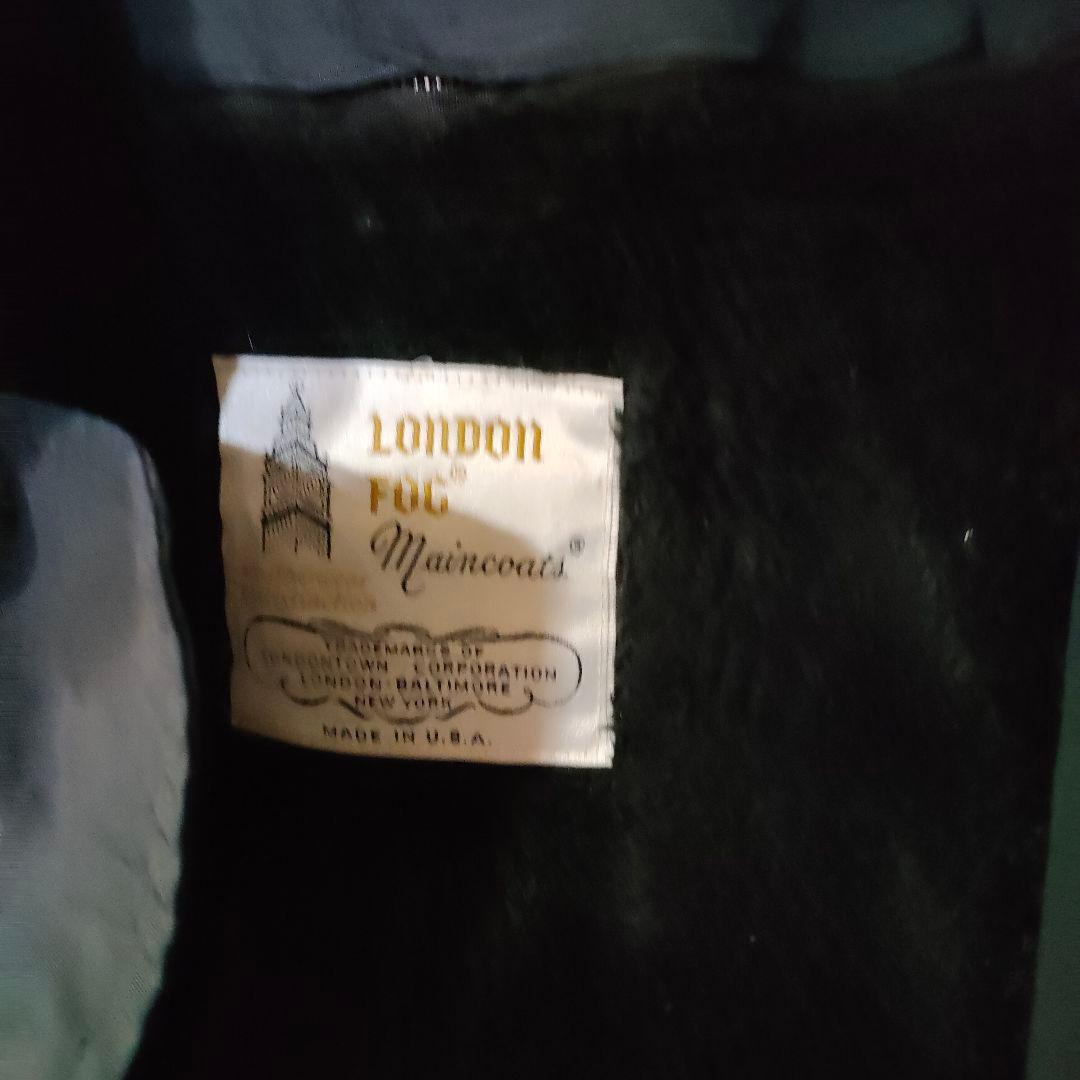 LONDON
FOG®
Maincoats®
TRADEMARKS OF
LONDONTOWN CORPORATION
LONDON·BALTIMORE
NEW YORK
MADE IN U.S.A.